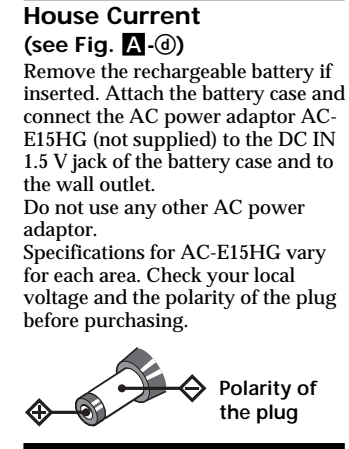 House Current
(see Fig. A-ⓓ)
Remove the rechargeable battery if
inserted. Attach the battery case and
connect the AC power adaptor AC-
E15HG (not supplied) to the DC IN
1.5 V jack of the battery case and to
the wall outlet.
Do not use any other AC power
adaptor.
Specifications for AC-E15HG vary
for each area. Check your local
voltage and the polarity of the plug
before purchasing.
Polarity of
the plug